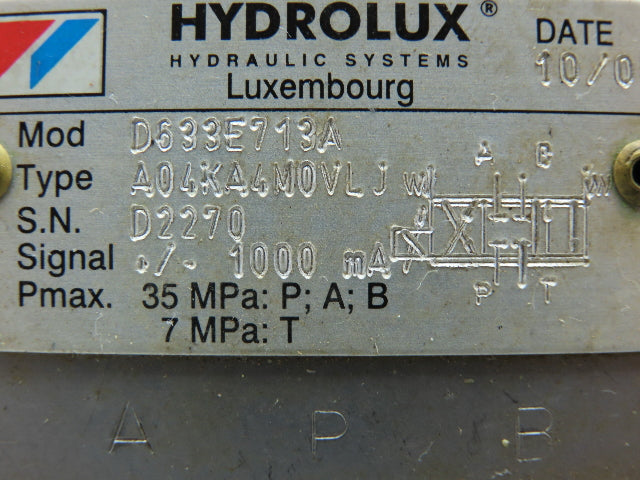 HYDROLUX® DATE
HYDRAULIC SYSTEMS 10/0
Luxembourg
Mod D633E713A
Type A04KA4M0VLJ
S.N. D2270
Signal +/- 1000 mA
Pmax. 35 MPa: P; A; B
7 MPa: T
A B
W W
P T
A P B